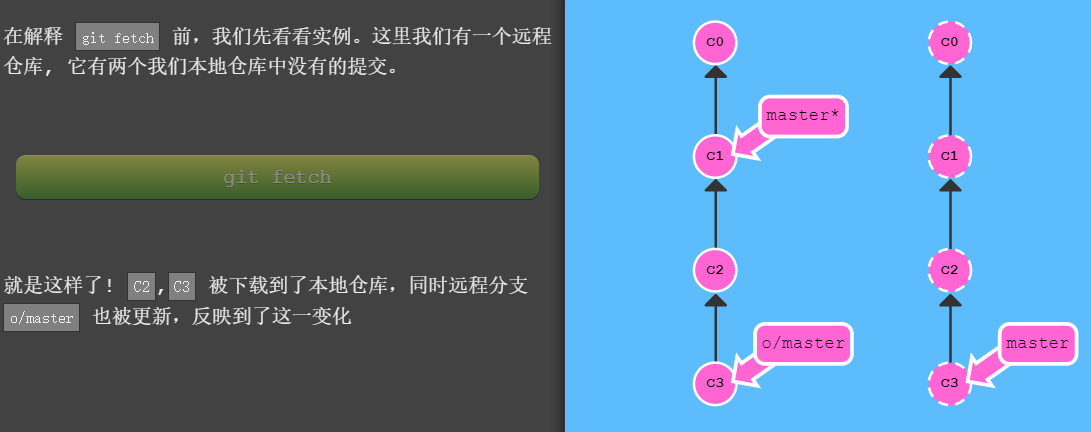 在解释 git fetch 前，我们先看看实例。这里我们有一个远程
仓库, 它有两个我们本地仓库中没有的提交。
git fetch
就是这样了! C2,C3 被下载到了本地仓库，同时远程分支
o/master 也被更新，反映到了这一变化
C0
master*
C1
C2
o/master
C3
C0
C1
C2
master
C3